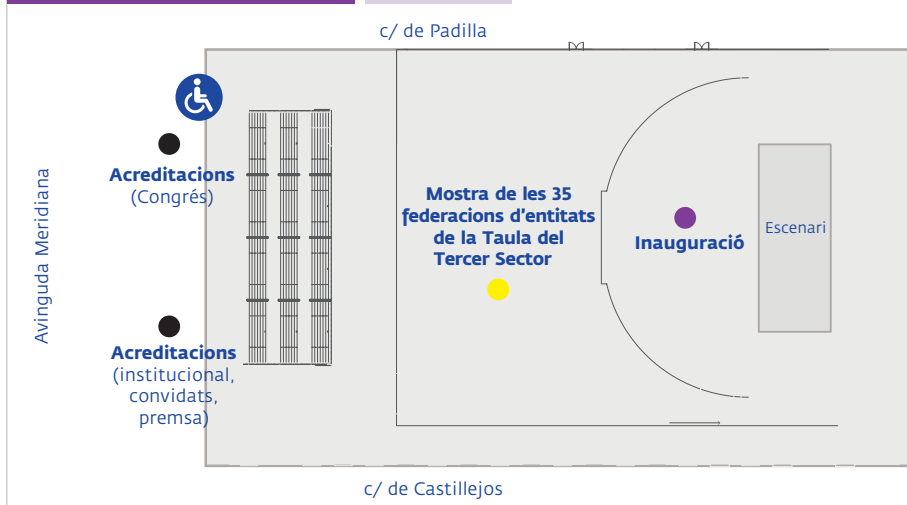 c/ de Padilla
Acreditacions
(Congrés)
Avinguda Meridiana
Mostra de les 35
federacions d'entitats
de la Taula del
Tercer Sector
Inauguració
Escenari
Acreditacions
(institucional,
convidats,
premsa)
c/ de Castillejos